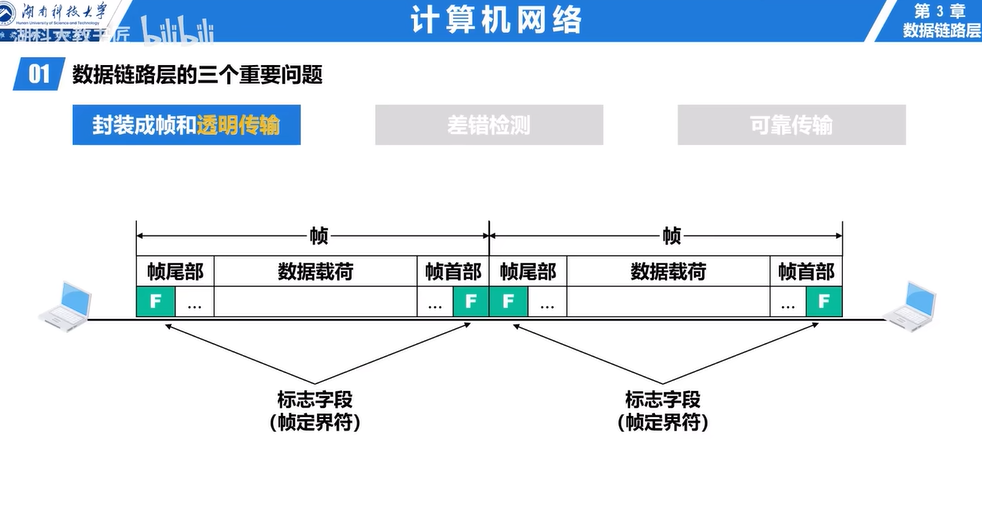 湖南科技大学
Hunan University of Science and Technology
计算机网络
第 3 章
数据链路层
湖科大教书匠
bilibili
01
数据链路层的三个重要问题
封装成帧和透明传输
差错检测
可靠传输
帧
帧
帧尾部
数据载荷
帧首部
帧尾部
数据载荷
帧首部
F
...
...
F
F
...
...
F
标志字段
(帧定界符)
标志字段
(帧定界符)